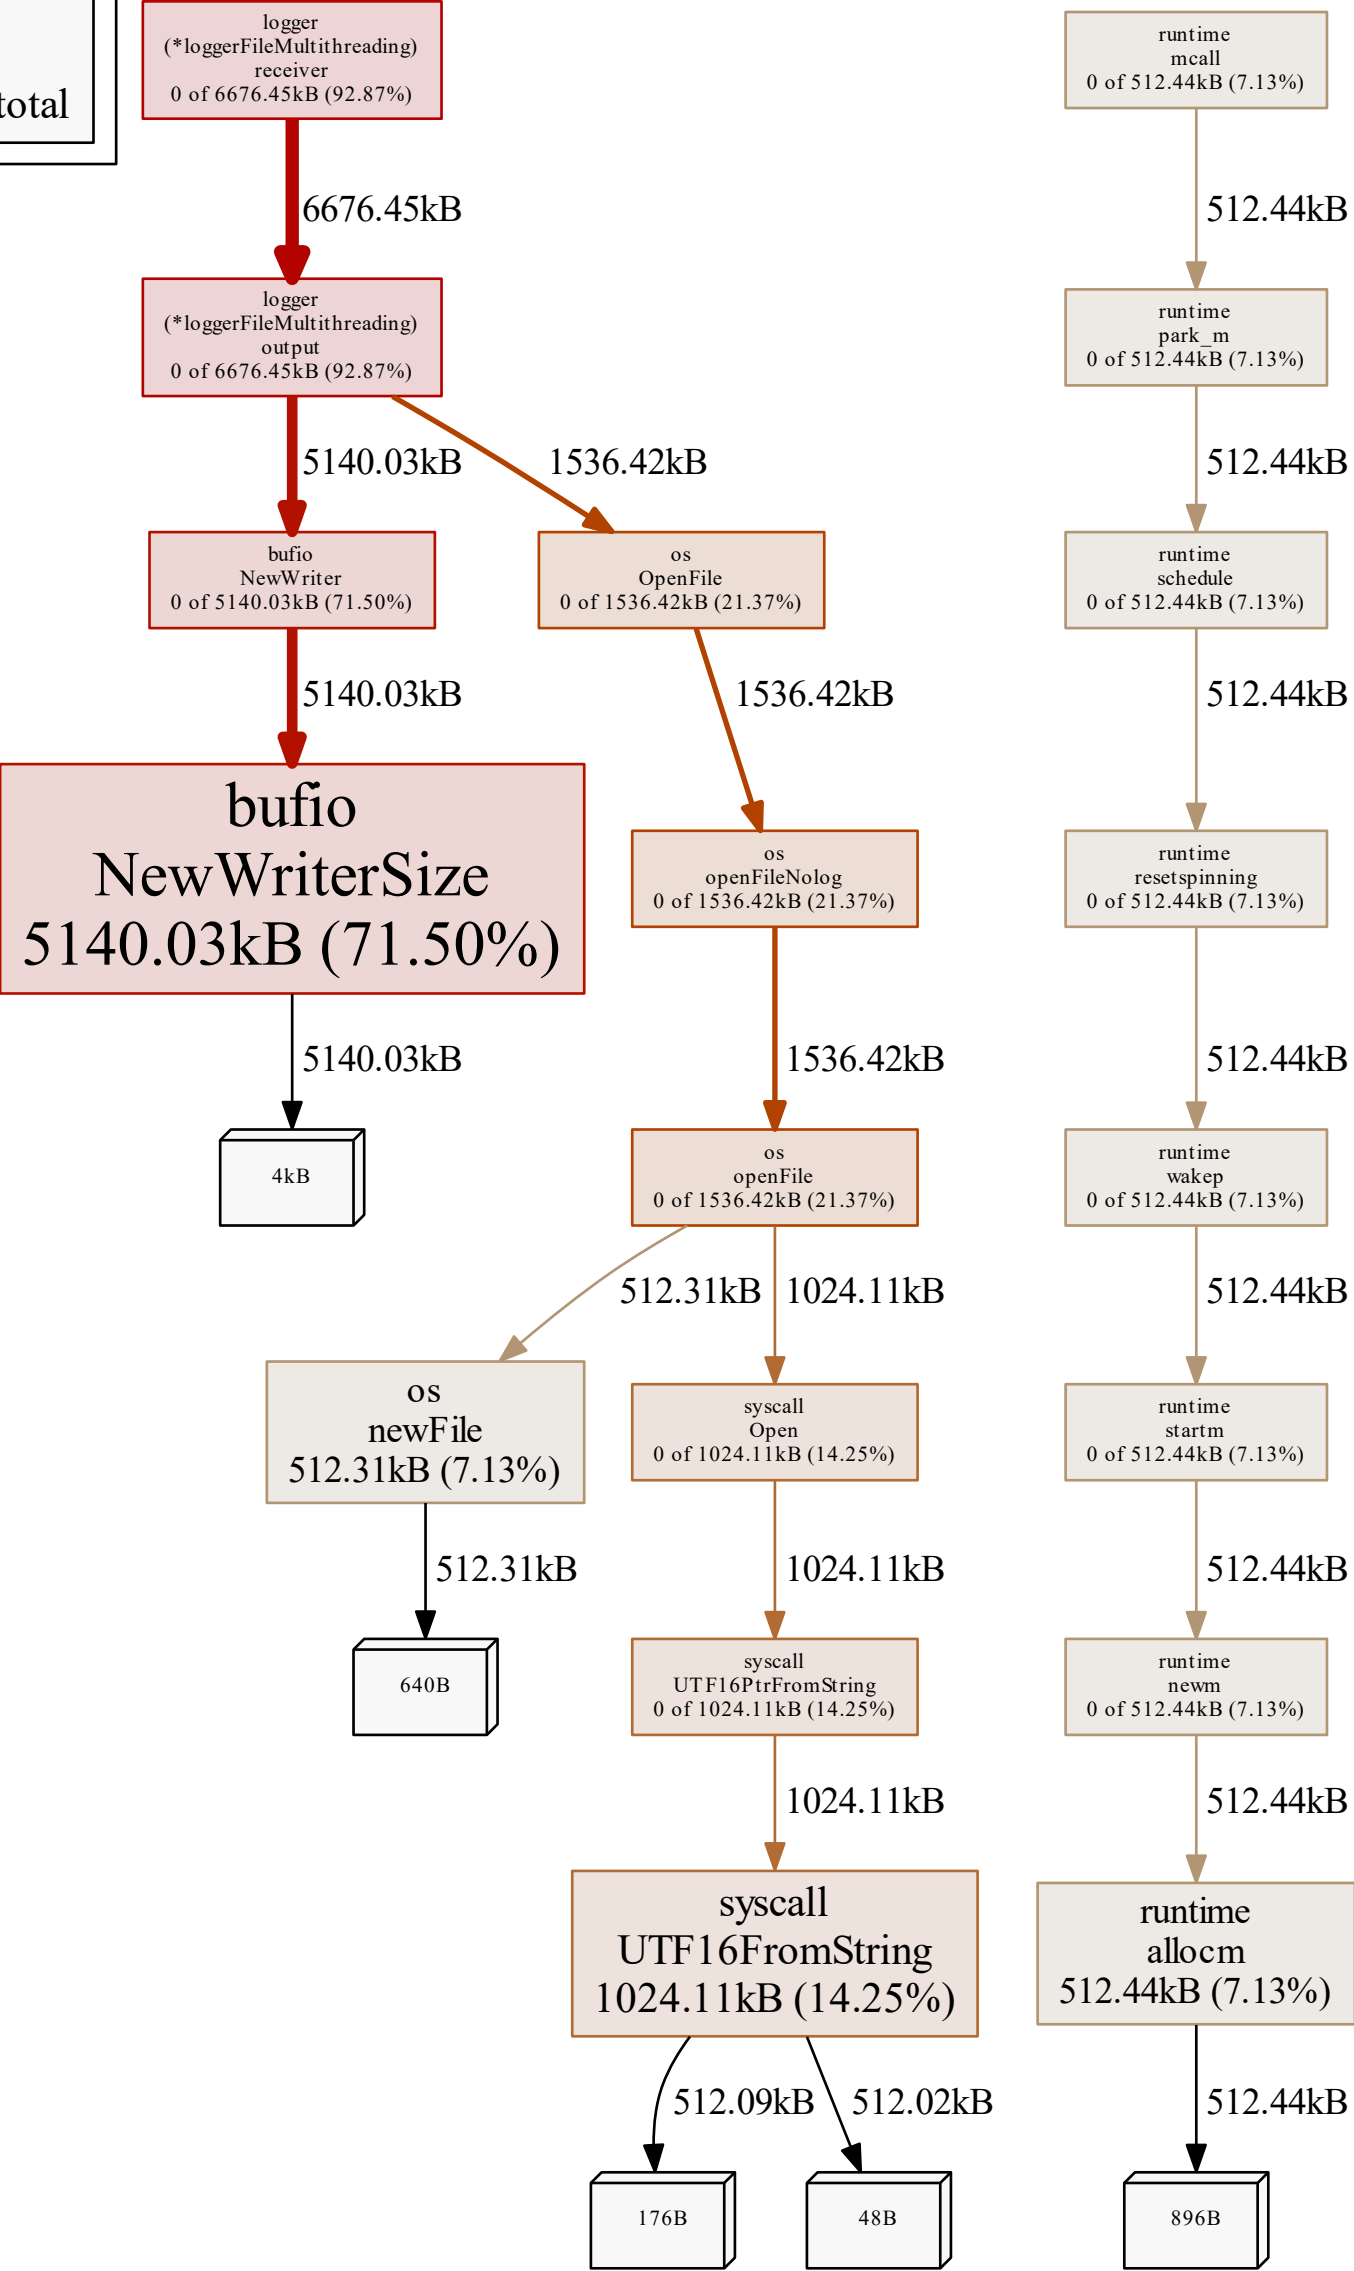 total
logger
(*loggerFileMultithreading)
receiver
0 of 6676.45kB (92.87%)
6676.45kB
logger
(*loggerFileMultithreading)
output
0 of 6676.45kB (92.87%)
5140.03kB
1536.42kB
bufio
NewWriter
0 of 5140.03kB (71.50%)
os
OpenFile
0 of 1536.42kB (21.37%)
5140.03kB
1536.42kB
bufio
NewWriterSize
5140.03kB (71.50%)
os
openFileNolog
0 of 1536.42kB (21.37%)
5140.03kB
1536.42kB
4kB
os
openFile
0 of 1536.42kB (21.37%)
512.31kB
1024.11kB
os
newFile
512.31kB (7.13%)
syscall
Open
0 of 1024.11kB (14.25%)
512.31kB
1024.11kB
640B
syscall
UTF16PtrFromString
0 of 1024.11kB (14.25%)
1024.11kB
syscall
UTF16FromString
1024.11kB (14.25%)
512.09kB
512.02kB
176B
48B
runtime
mcall
0 of 512.44kB (7.13%)
512.44kB
runtime
park_m
0 of 512.44kB (7.13%)
512.44kB
runtime
schedule
0 of 512.44kB (7.13%)
512.44kB
runtime
resetspinning
0 of 512.44kB (7.13%)
512.44kB
runtime
wakep
0 of 512.44kB (7.13%)
512.44kB
runtime
startm
0 of 512.44kB (7.13%)
512.44kB
runtime
newm
0 of 512.44kB (7.13%)
512.44kB
runtime
allocm
512.44kB (7.13%)
512.44kB
896B